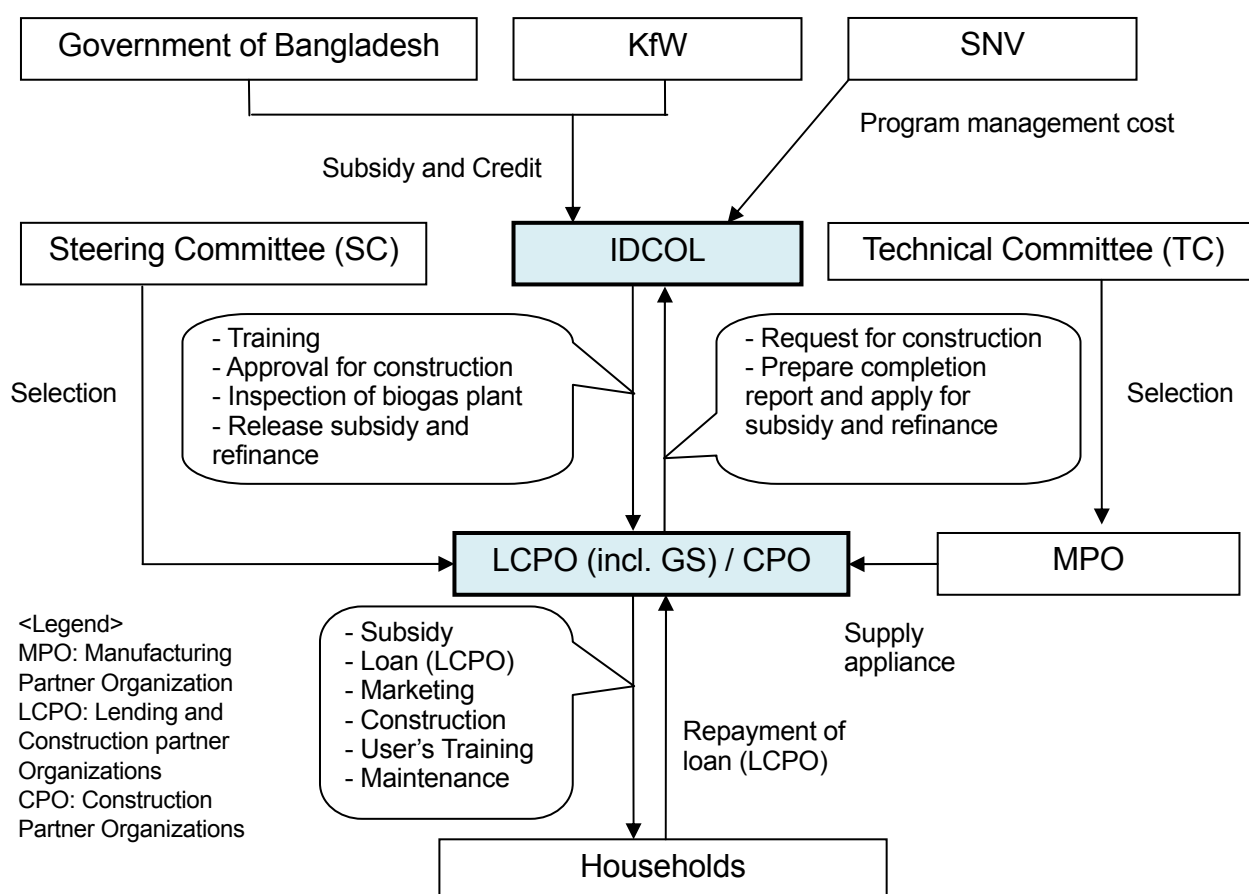 Government of Bangladesh
KfW
SNV
Program management cost
Subsidy and Credit
Steering Committee (SC)
IDCOL
Technical Committee (TC)
- Training
- Approval for construction
- Inspection of biogas plant
- Release subsidy and
refinance
- Request for construction
- Prepare completion
report and apply for
subsidy and refinance
Selection
Selection
LCPO (incl. GS) / CPO
MPO
<Legend>
MPO: Manufacturing
Partner Organization
LCPO: Lending and
Construction partner
Organizations
CPO: Construction
Partner Organizations
- Subsidy
- Loan (LCPO)
- Marketing
- Construction
- User’s Training
- Maintenance
Supply
appliance
Repayment of
loan (LCPO)
Households